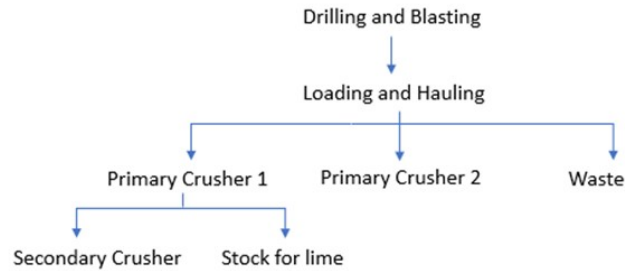 Drilling and Blasting
Loading and Hauling
Primary Crusher 1
Primary Crusher 2
Waste
Secondary Crusher
Stock for lime